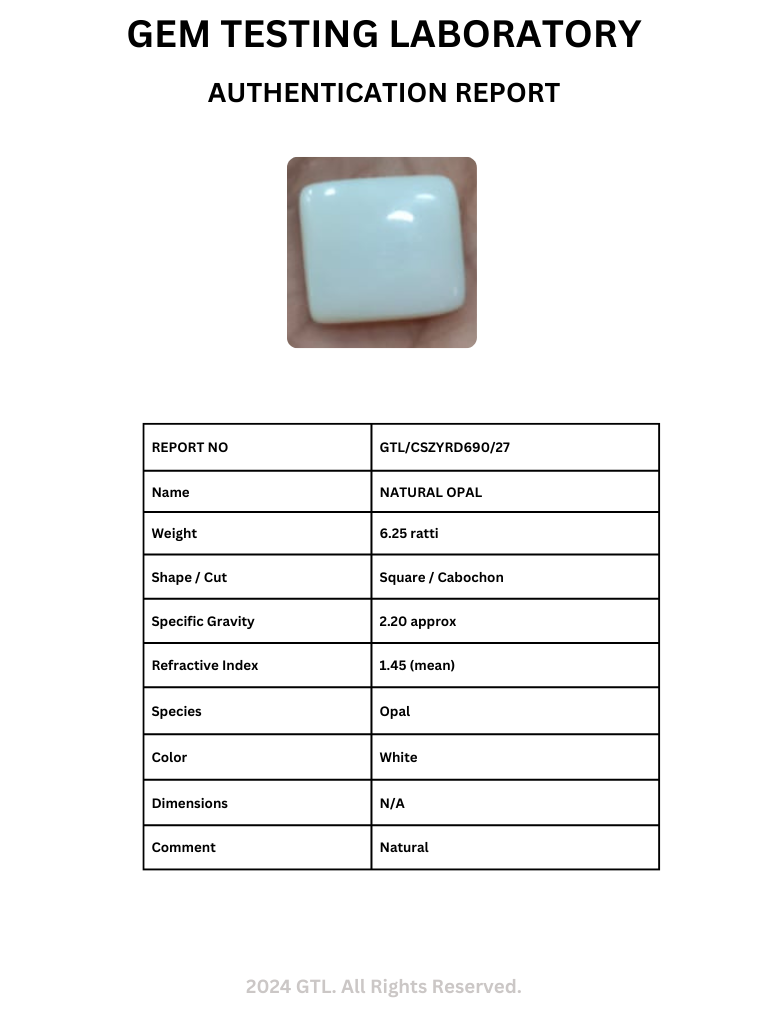 GEM TESTING LABORATORY
AUTHENTICATION REPORT
REPORT NO GTL/CSZYRD690/27
Name NATURAL OPAL
Weight 6.25 ratti
Shape / Cut Square / Cabochon
Specific Gravity 2.20 approx
Refractive Index 1.45 (mean)
Species Opal
Color White
Dimensions N/A
Comment Natural
2024 GTL. All Rights Reserved.